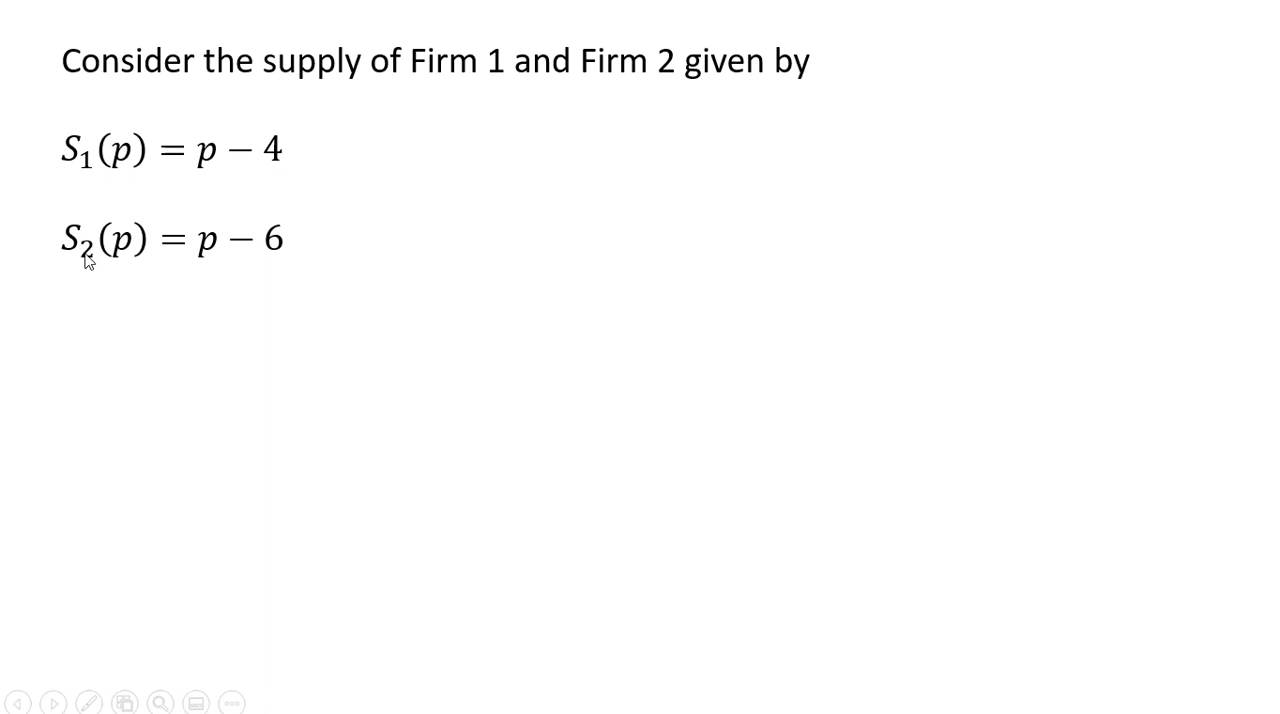 Consider the supply of Firm 1 and Firm 2 given by
S₁(p) = p − 4
S₂(p) = p − 6